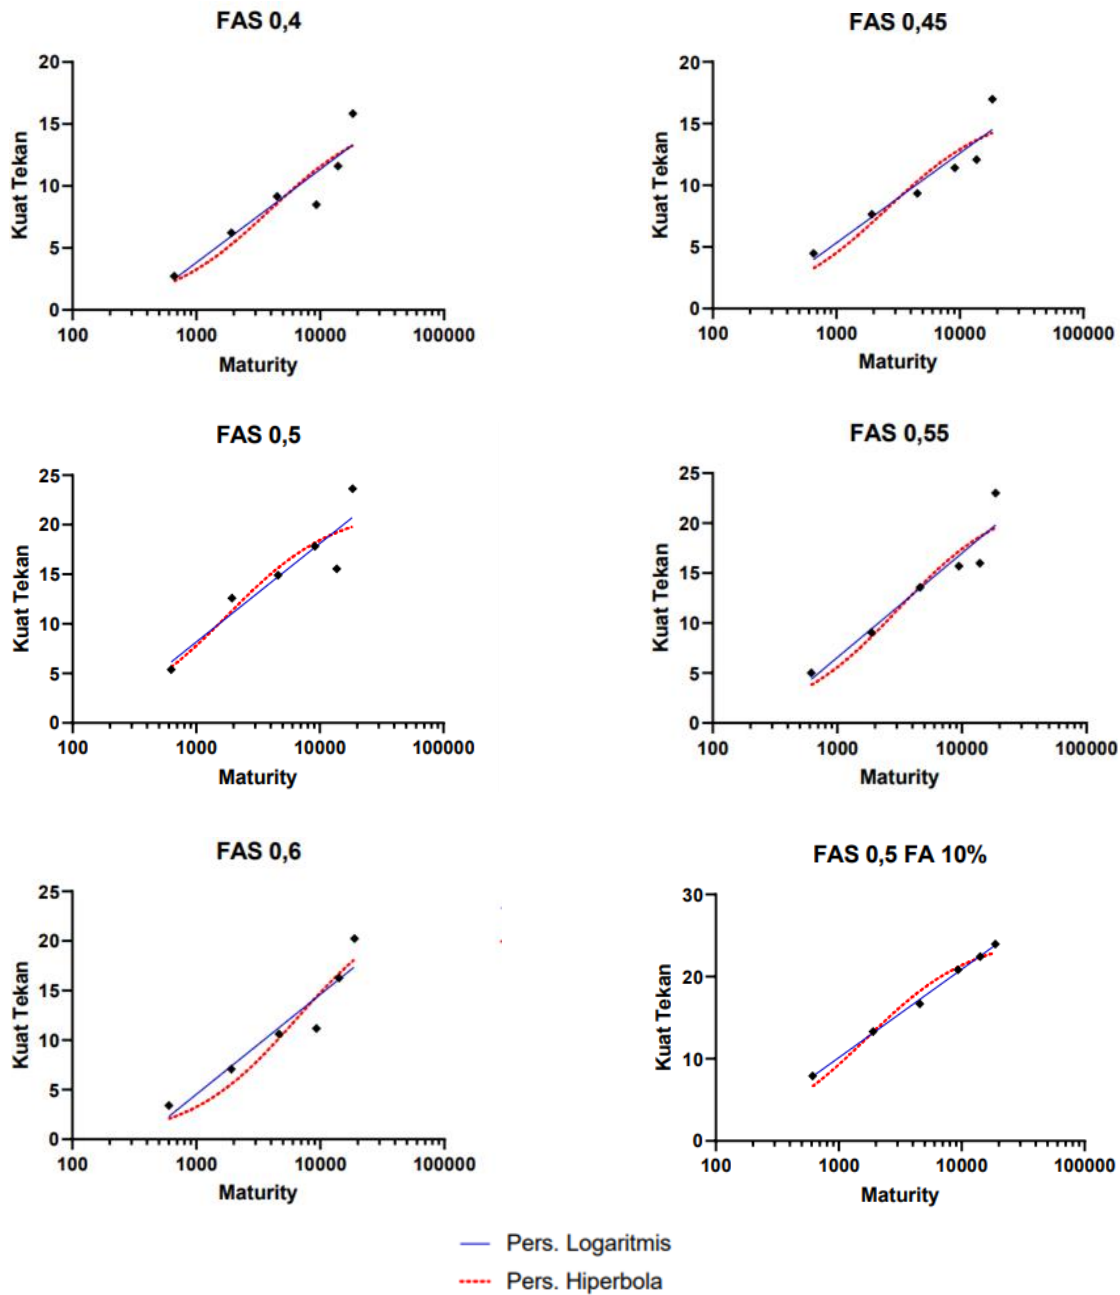 FAS 0,4
20
15
10
5
0
Kuat Tekan
100 1000 10000 100000
Maturity
FAS 0,45
20
15
10
5
0
Kuat Tekan
100 1000 10000 100000
Maturity
FAS 0,5
25
20
15
10
5
0
Kuat Tekan
100 1000 10000 100000
Maturity
FAS 0,55
25
20
15
10
5
0
Kuat Tekan
100 1000 10000 100000
Maturity
FAS 0,6
25
20
15
10
5
0
Kuat Tekan
100 1000 10000 100000
Maturity
FAS 0,5 FA 10%
30
20
10
0
Kuat Tekan
100 1000 10000 100000
Maturity
Pers. Logaritmis
Pers. Hiperbola